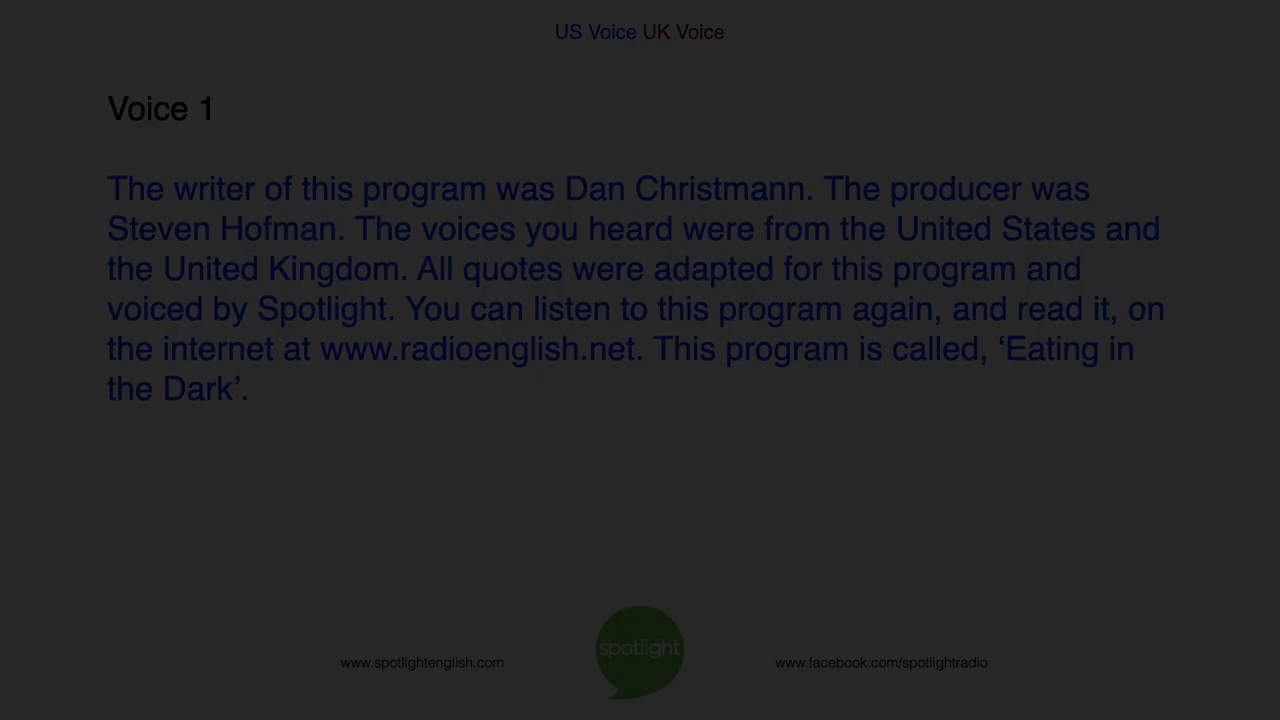 US Voice UK Voice
Voice 1
The writer of this program was Dan Christmann. The producer was
Steven Hofman. The voices you heard were from the United States and
the United Kingdom. All quotes were adapted for this program and
voiced by Spotlight. You can listen to this program again, and read it, on
the internet at www.radioenglish.net. This program is called, ‘Eating in
the Dark’.
spotlight
www.spotlightenglish.com
www.facebook.com/spotlightradio